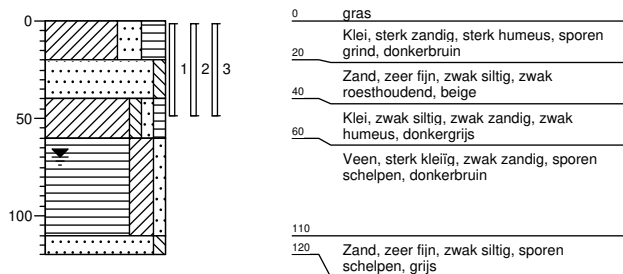 0
50
100
1 2 3
0 gras
Klei, sterk zandig, sterk humeus, sporen
grind, donkerbruin
20
Zand, zeer fijn, zwak siltig, zwak
roesthoudend, beige
40
Klei, zwak siltig, zwak zandig, zwak
humeus, donkergrijs
60
Veen, sterk kleiïg, zwak zandig, sporen
schelpen, donkerbruin
110
120
Zand, zeer fijn, zwak siltig, sporen
schelpen, grijs